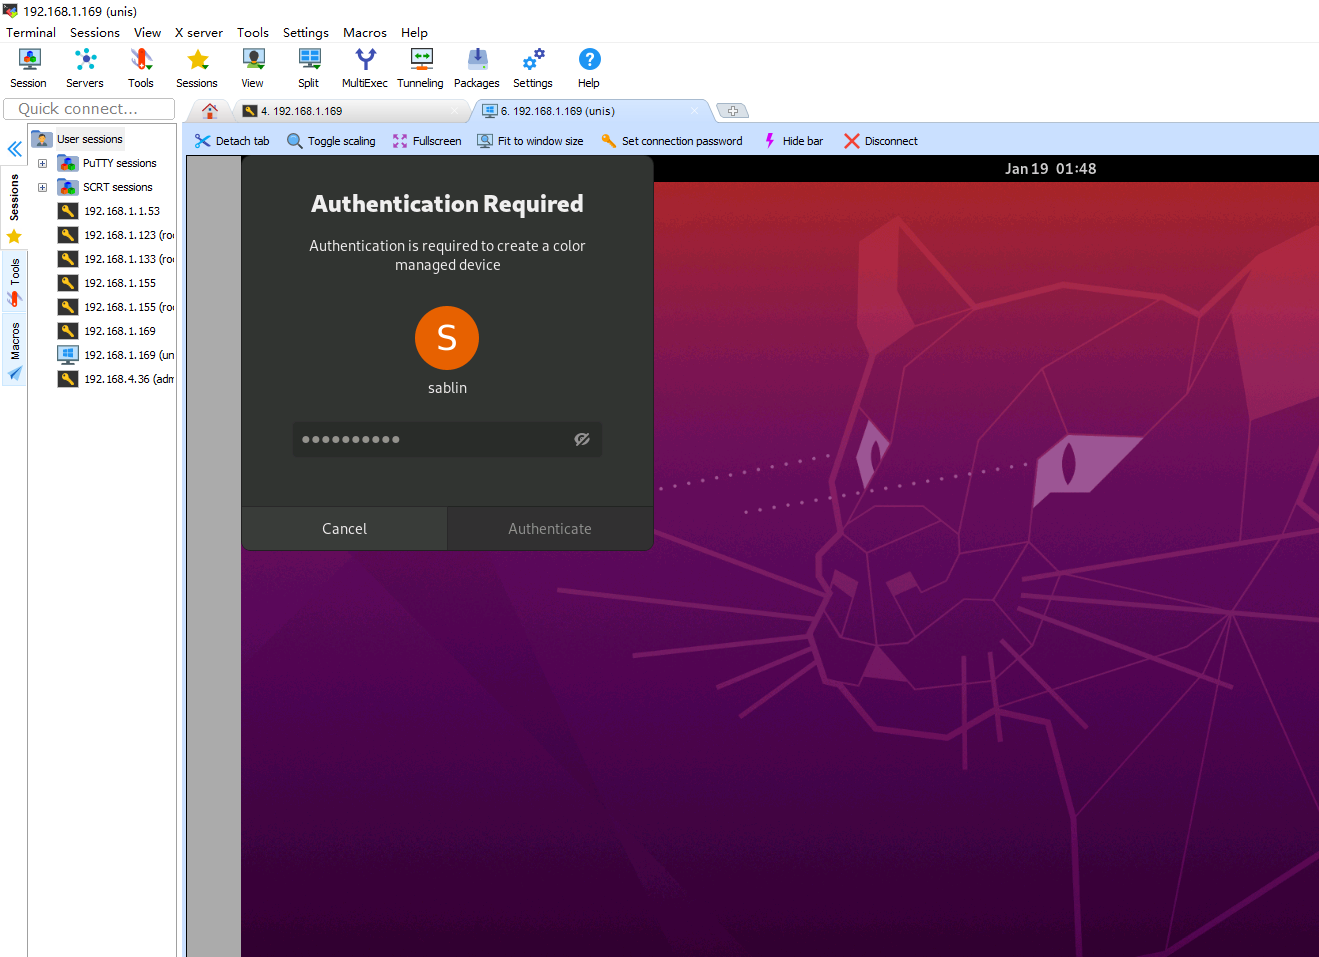 192.168.1.169 (unis)
Terminal Sessions View X server Tools Settings Macros Help
Session Servers Tools Sessions View Split MultiExec Tunneling Packages Settings Help
Quick connect...
4. 192.168.1.169
6. 192.168.1.169 (unis)
Detach tab Toggle scaling Fullscreen Fit to window size Set connection password Hide bar Disconnect
Sessions
Tools
Macros
User sessions
PuTTY sessions
SCRT sessions
192.168.1.1.53
192.168.1.123 (ro
192.168.1.133 (ro
192.168.1.155
192.168.1.155 (ro
192.168.1.169
192.168.1.169 (un
192.168.4.36 (adm
Jan 19 01:48
Authentication Required
Authentication is required to create a color
managed device
S
sablin
Cancel
Authenticate